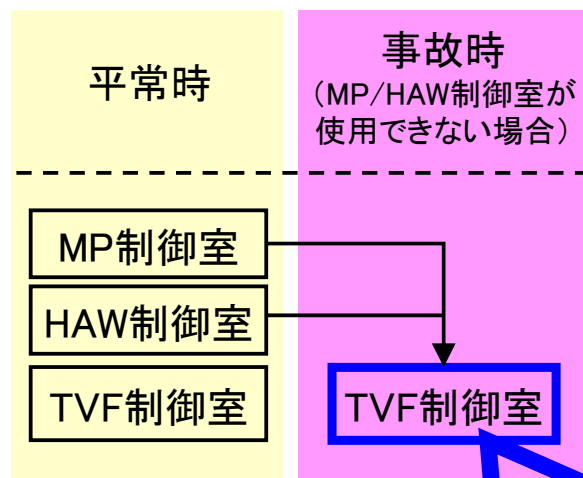 平常時
事故時
（MP/HAW制御室が
使用できない場合）
MP制御室
HAW制御室
TVF制御室
TVF制御室